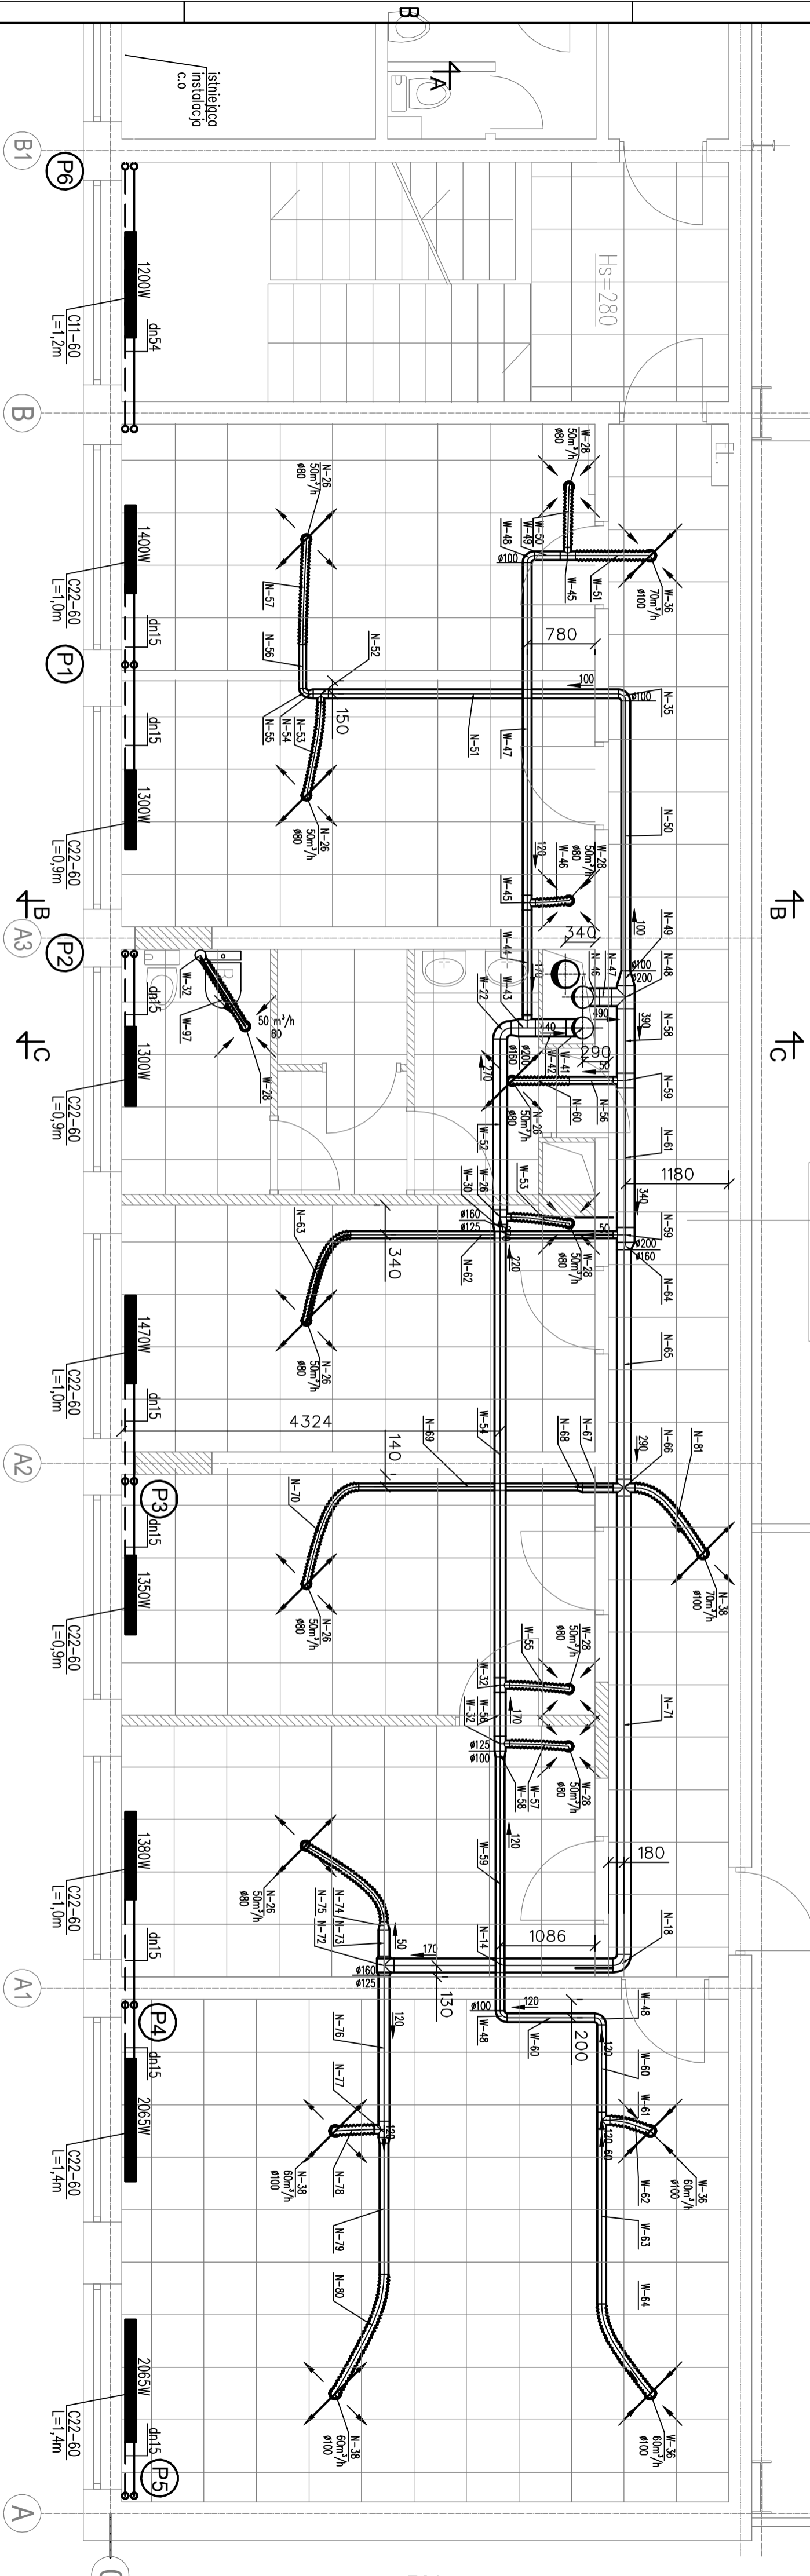 B
A
istniejąca
instalacja
c.o
B1
P6
1200W
dn54
C11-60
L=1,2m
Hs=280
B
EL.
W-28
50m³/h
ø80
W-50
W-49
W-48
ø100
W-45
W-51
W-36
70m³/h
ø100
N-26
50m³/h
ø80
N-57
1400W
C22-60
L=1,0m
dn15
780
P1
N-56
N-52
N-55
N-54
N-53
150
100
ø100
N-35
N-51
W-47
dn15
1300W
C22-60
L=0,9m
N-26
50m³/h
ø80
N-50
W-28
50m³/h
ø80
W-46
120
W-45
B
B
A3
P2
340
100
N-49
N-48
ø100
ø200
N-47
N-46
W-44
170
W-43
W-22
490
390
N-58
W-32
W-97
50 m³/h
80
W-28
dn15
1300W
C22-60
L=0,9m
C
C
440
290
W-41
W-42
ø200
ø160
270
50
N-59
N-56
N-60
N-26
50m³/h
ø80
W-52
N-61
1180
340
W-53
W-26
W-30
ø160
ø125
220
50
N-59
ø200
ø160
N-64
W-28
50m³/h
ø80
N-63
340
N-62
N-26
50m³/h
ø80
1470W
C22-60
L=1,0m
dn15
N-65
4324
140
W-54
N-69
N-68
N-67
290
N-66
N-81
A2
P3
dn15
N-70
N-26
50m³/h
ø80
N-38
70m³/h
ø100
1350W
C22-60
L=0,9m
W-55
W-28
50m³/h
ø80
W-32
W-56
W-32
170
ø125
ø100
W-58
W-57
W-28
50m³/h
ø80
N-71
120
W-59
180
1380W
C22-60
L=1,0m
dn15
N-26
50m³/h
ø80
N-75
N-74
N-73
N-72
50
170
ø160
ø125
130
N-14
1086
N-18
A1
P4
dn15
ø100
W-48
120
W-60
200
W-48
120
W-60
W-61
120
60
W-62
W-36
60m³/h
ø100
N-76
120
N-77
120
N-78
N-38
60m³/h
ø100
2065W
C22-60
L=1,4m
N-79
W-63
W-64
N-80
2065W
C22-60
L=1,4m
dn15
N-38
60m³/h
ø100
W-36
60m³/h
ø100
P5
A